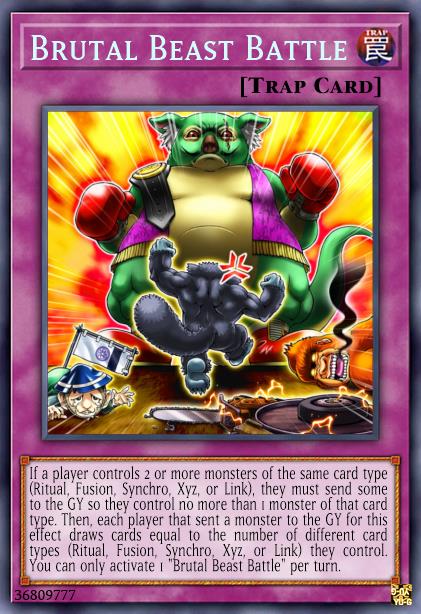 BRUTAL BEAST BATTLE
TRAP
罠
[TRAP CARD]
If a player controls 2 or more monsters of the same card type
(Ritual, Fusion, Synchro, Xyz, or Link), they must send some
to the GY so they control no more than 1 monster of that card
type. Then, each player that sent a monster to the GY for this
effect draws cards equal to the number of different card
types (Ritual, Fusion, Synchro, Xyz, or Link) they control.
You can only activate 1 "Brutal Beast Battle" per turn.
36809777